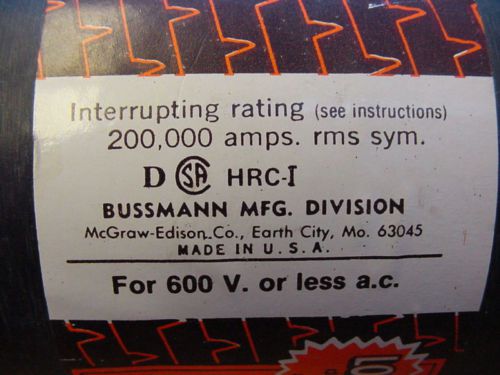 Interrupting rating (see instructions)
200,000 amps. rms sym.
D SA HRC-I
BUSSMANN MFG. DIVISION
McGraw-Edison Co., Earth City, Mo. 63045
MADE IN U.S.A.
For 600 V. or less a.c.